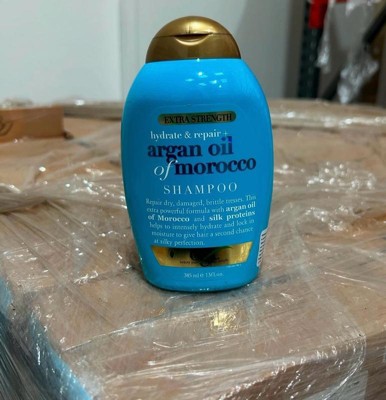 EXTRA STRENGTH
hydrate & repair +
argan oil
of morocco
SHAMPOO
Repair dry, damaged, brittle tresses. This
extra powerful formula with argan oil
of Morocco and silk proteins
helps in intensely hydrate and lock in
moisture to give hair a strong chance
at silky perfection.
385 ml ℮ 13 fl. oz.